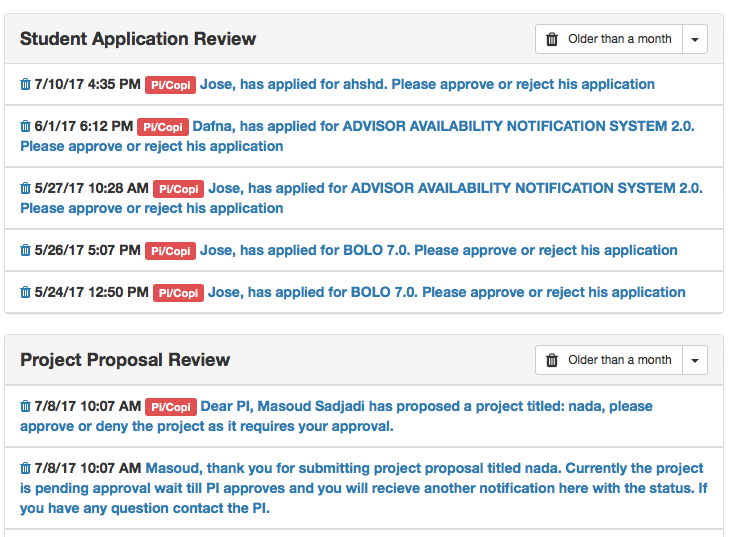 Student Application Review
Older than a month
7/10/17 4:35 PM Pi/Copi Jose, has applied for ahshd. Please approve or reject his application
6/1/17 6:12 PM Pi/Copi Dafna, has applied for ADVISOR AVAILABILITY NOTIFICATION SYSTEM 2.0.
Please approve or reject his application
5/27/17 10:28 AM Pi/Copi Jose, has applied for ADVISOR AVAILABILITY NOTIFICATION SYSTEM 2.0.
Please approve or reject his application
5/26/17 5:07 PM Pi/Copi Jose, has applied for BOLO 7.0. Please approve or reject his application
5/24/17 12:50 PM Pi/Copi Jose, has applied for BOLO 7.0. Please approve or reject his application
Project Proposal Review
Older than a month
7/8/17 10:07 AM Pi/Copi Dear PI, Masoud Sadjadi has proposed a project titled: nada, please
approve or deny the project as it requires your approval.
7/8/17 10:07 AM Masoud, thank you for submitting project proposal titled nada. Currently the project
is pending approval wait till PI approves and you will recieve another notification here with the status. If
you have any question contact the PI.